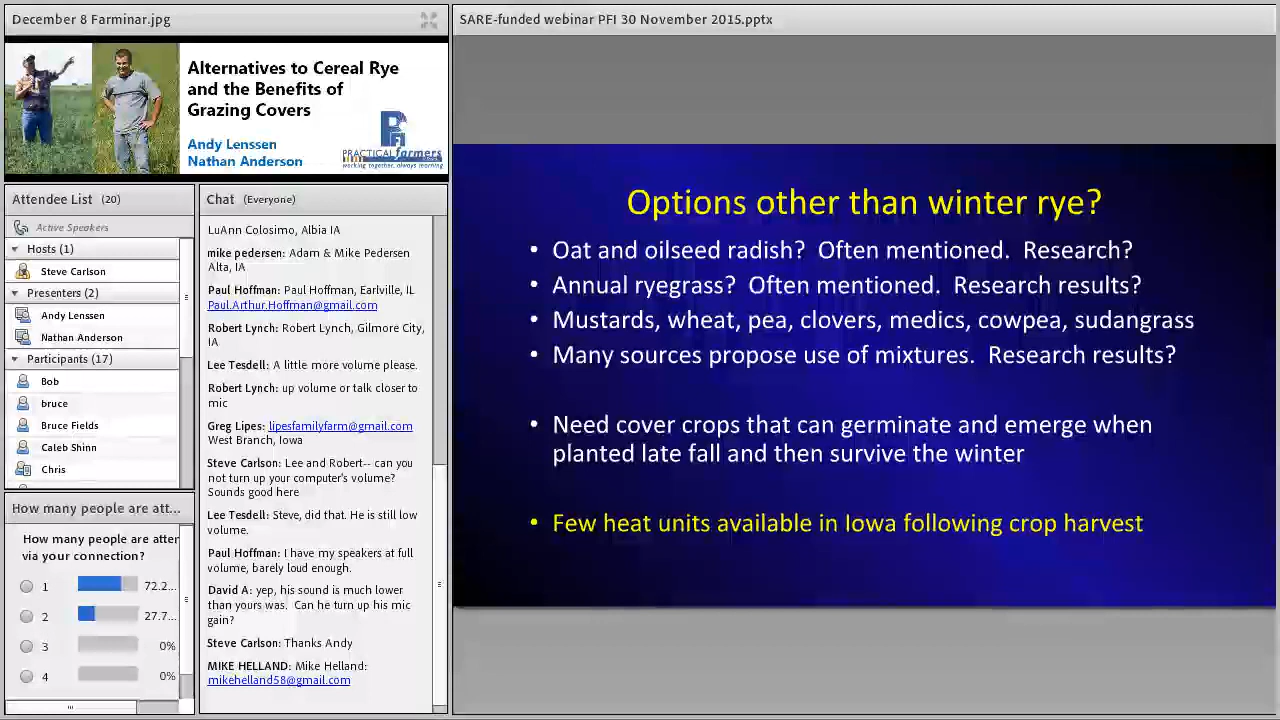 December 8 Farminar.jpg
Alternatives to Cereal Rye
and the Benefits of
Grazing Covers
Andy Lenssen
Nathan Anderson
PRACTICAL farmers
working together, always learning
Attendee List (20)
Active Speakers
Hosts (1)
Steve Carlson
Presenters (2)
Andy Lenssen
Nathan Anderson
Participants (17)
Bob
bruce
Bruce Fields
Caleb Shinn
Chris
How many people are att...
How many people are atter
via your connection?
1 72.2...
2 27.7...
3 0%
4 0%
Chat (Everyone)
LuAnn Colosimo, Albia IA
mike pedersen: Adam & Mike Pedersen
Alta, IA
Paul Hoffman: Paul Hoffman, Earlville, IL
Paul.Arthur.Hoffman@gmail.com
Robert Lynch: Robert Lynch, Gilmore City,
IA
Lee Tesdell: A little more volume please.
Robert Lynch: up volume or talk closer to
mic
Greg Lipes: lipesfamilyfarm@gmail.com
West Branch, Iowa
Steve Carlson: Lee and Robert-- can you
not turn up your computer's volume?
Sounds good here
Lee Tesdell: Steve, did that. He is still low
volume.
Paul Hoffman: I have my speakers at full
volume, barely loud enough.
David A: yep, his sound is much lower
than yours was.  Can he turn up his mic
gain?
Steve Carlson: Thanks Andy
MIKE HELLAND: Mike Helland:
mikehelland58@gmail.com
SARE-funded webinar PFI 30 November 2015.pptx
Options other than winter rye?
• Oat and oilseed radish?  Often mentioned.  Research?
• Annual ryegrass?  Often mentioned.  Research results?
• Mustards, wheat, pea, clovers, medics, cowpea, sudangrass
• Many sources propose use of mixtures.  Research results?
• Need cover crops that can germinate and emerge when
planted late fall and then survive the winter
• Few heat units available in Iowa following crop harvest